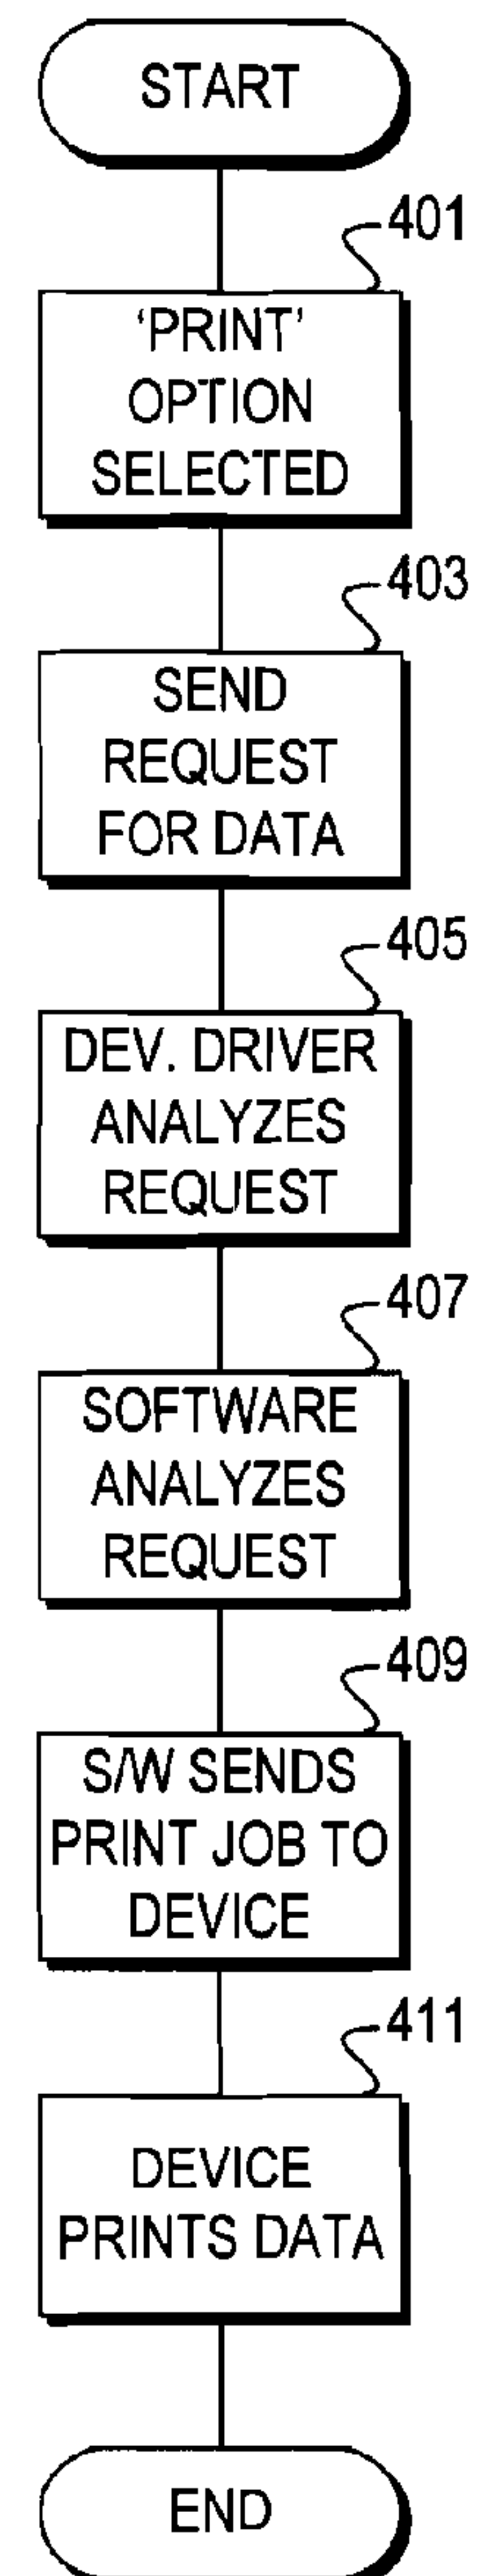 START
401
'PRINT'
OPTION
SELECTED
403
SEND
REQUEST
FOR DATA
405
DEV. DRIVER
ANALYZES
REQUEST
407
SOFTWARE
ANALYZES
REQUEST
409
S/W SENDS
PRINT JOB TO
DEVICE
411
DEVICE
PRINTS DATA
END